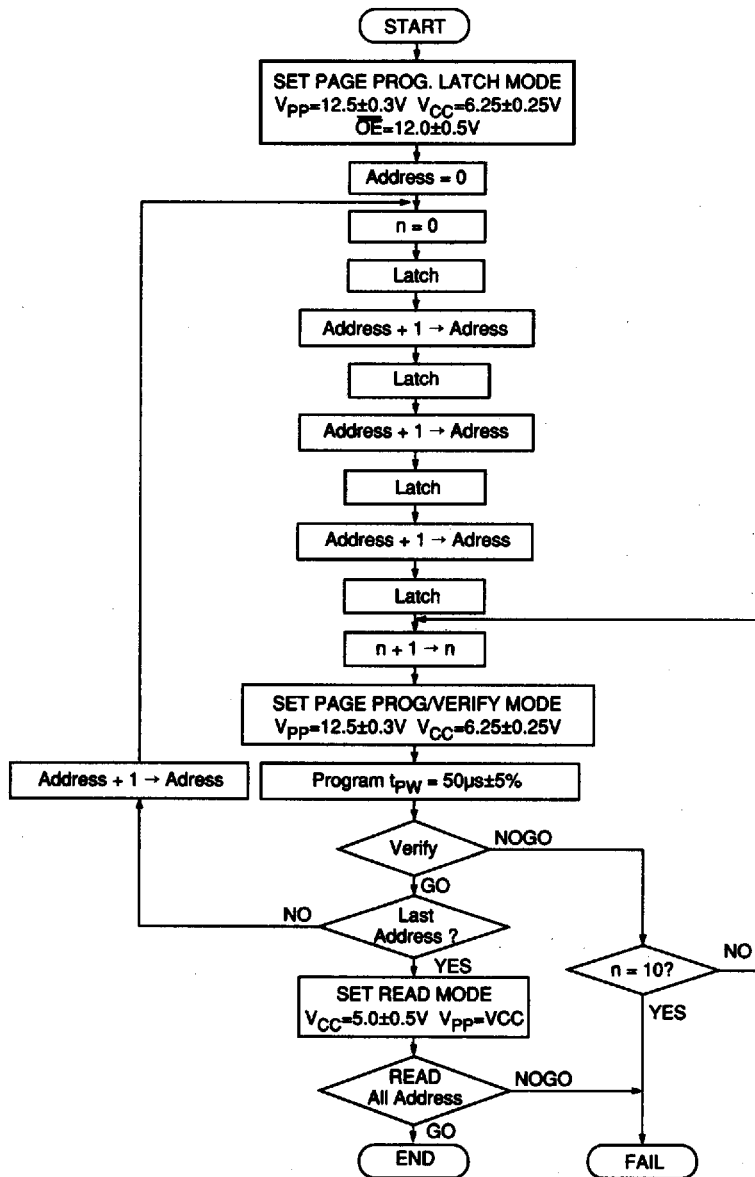 START
SET PAGE PROG. LATCH MODE
VPP=12.5±0.3V VCC=6.25±0.25V
O̅E̅=12.0±0.5V
Address = 0
n = 0
Latch
Address + 1 → Adress
Latch
Address + 1 → Adress
Latch
Address + 1 → Adress
Latch
n + 1 → n
SET PAGE PROG/VERIFY MODE
VPP=12.5±0.3V VCC=6.25±0.25V
Address + 1 → Adress
Program tPW = 50μs±5%
Verify
NOGO
GO
NO
Last
Address ?
YES
n = 10?
NO
YES
SET READ MODE
VCC=5.0±0.5V VPP=VCC
READ
All Address
NOGO
GO
END
FAIL